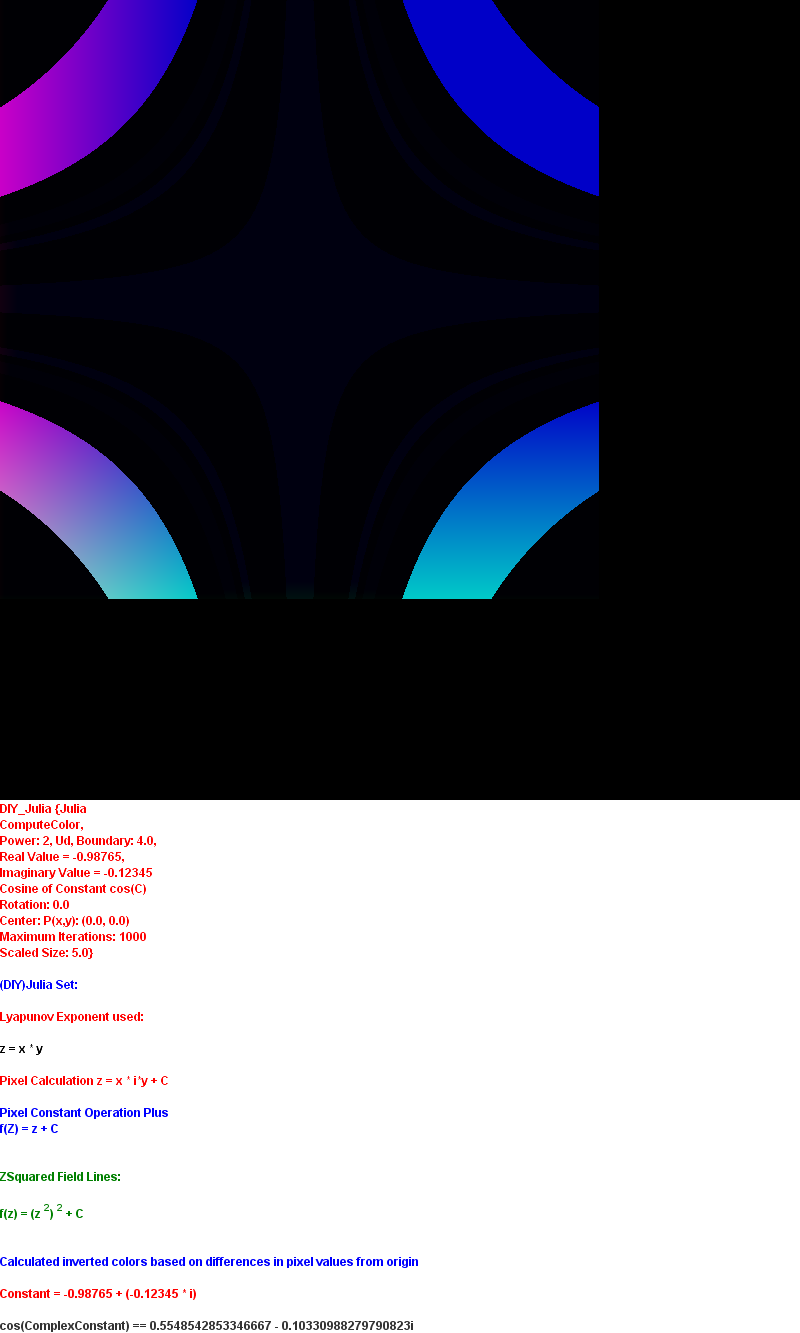 DIY_Julia {Julia
ComputeColor,
Power: 2, Ud, Boundary: 4.0,
Real Value = -0.98765,
Imaginary Value = -0.12345
Cosine of Constant cos(C)
Rotation: 0.0
Center: P(x,y): (0.0, 0.0)
Maximum Iterations: 1000
Scaled Size: 5.0}
(DIY)Julia Set:
Lyapunov Exponent used:
z = x * y
Pixel Calculation z = x * i*y + C
Pixel Constant Operation Plus
f(Z) = z + C
ZSquared Field Lines:
f(z) = (z ²) ² + C
Calculated inverted colors based on differences in pixel values from origin
Constant = -0.98765 + (-0.12345 * i)
cos(ComplexConstant) == 0.5548542853346667 - 0.10330988279790823i